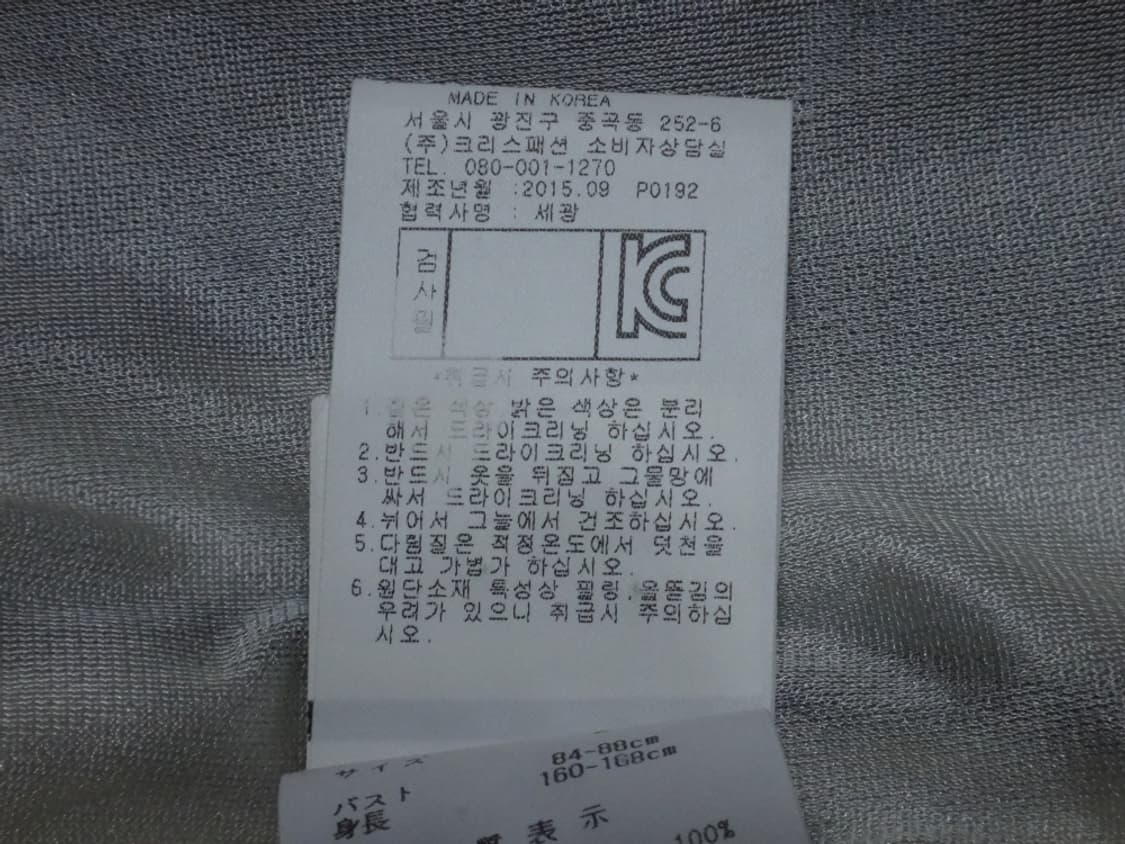 MADE IN KOREA
서울시 광진구 중곡동 252-6
(주)크리스패션 소비자상담실
TEL. 080-001-1270
제조년월 :2015.09 P0192
협력사명 : 세광
검
사
필
KC
*취급시 주의사항*
1.짙은 색상 밝은 색상은 분리
해서 드라이크리닝 하십시오.
2.반드시 드라이크리닝 하십시오.
3.반드시 옷을 뒤집고 그물망에
싸서 드라이크리닝 하십시오.
4.뉘어서 그늘에서 건조하십시오.
5.다림질은 적정온도에서 덧천을
대고 가볍가 하십시오.
6.원단소재 특성상 필링,올뜯김의
우려가 있으니 취급시 주의하십
시오.
サイズ
84-88cm
160-168cm
バスト
身長
質表示
100%